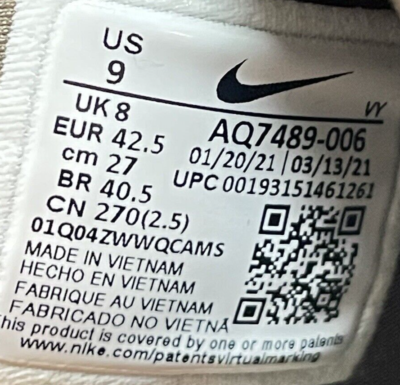 US
9
VY
UK 8
EUR 42.5
cm 27
BR 40.5
CN 270(2.5)
AQ7489-006
01/20/21 | 03/13/21
UPC 00193151461261
01Q04ZWWQCAMS
MADE IN VIETNAM
HECHO EN VIETNAM
FABRIQUE AU VIETNAM
FABRICADO NO VIETNA
this product is covered by one or more patents
www.nike.com/patentsvirtualmarking